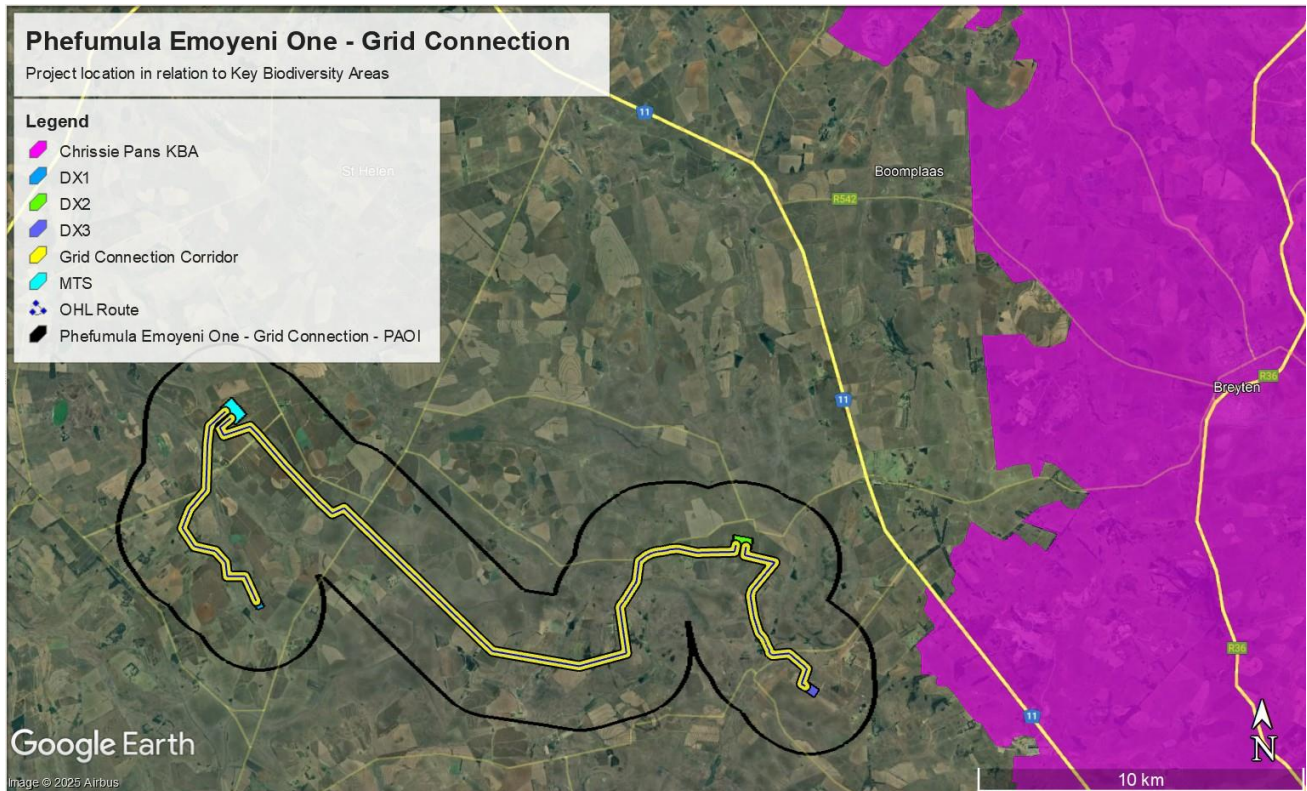 Phefumula Emoyeni One - Grid Connection
Project location in relation to Key Biodiversity Areas
Legend
Chrissie Pans KBA
DX1
DX2
DX3
Grid Connection Corridor
MTS
OHL Route
Phefumula Emoyeni One - Grid Connection - PAOI
St Helen
11
Boomplaas
R542
11
R36
Breyten
R36
11
N
Google Earth
Image © 2025 Airbus
10 km